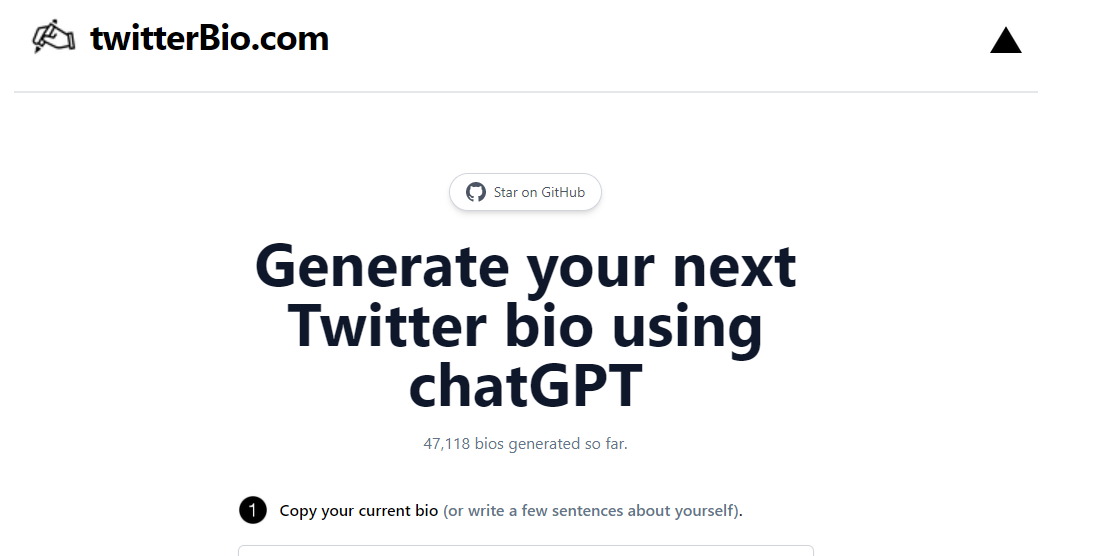 twitterBio.com
Star on GitHub
Generate your next
Twitter bio using
chatGPT
47,118 bios generated so far.
1 Copy your current bio (or write a few sentences about yourself).